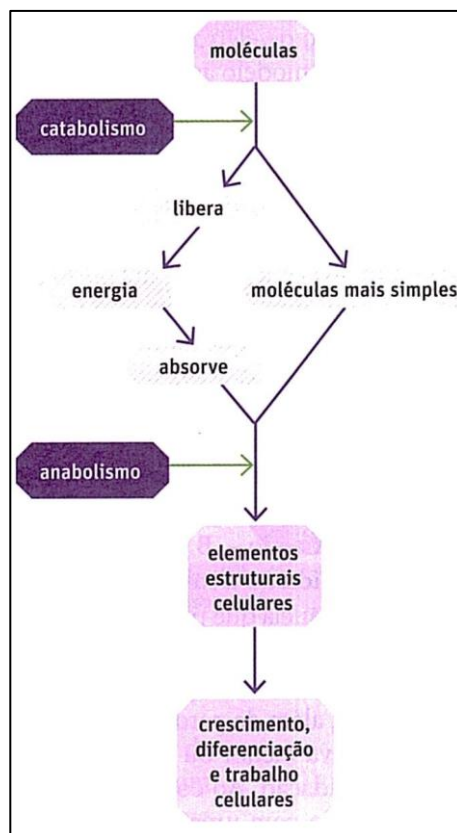 moléculas
catabolismo
libera
energia
moléculas mais simples
absorve
anabolismo
elementos
estruturais
celulares
crescimento,
diferenciação
e trabalho
celulares